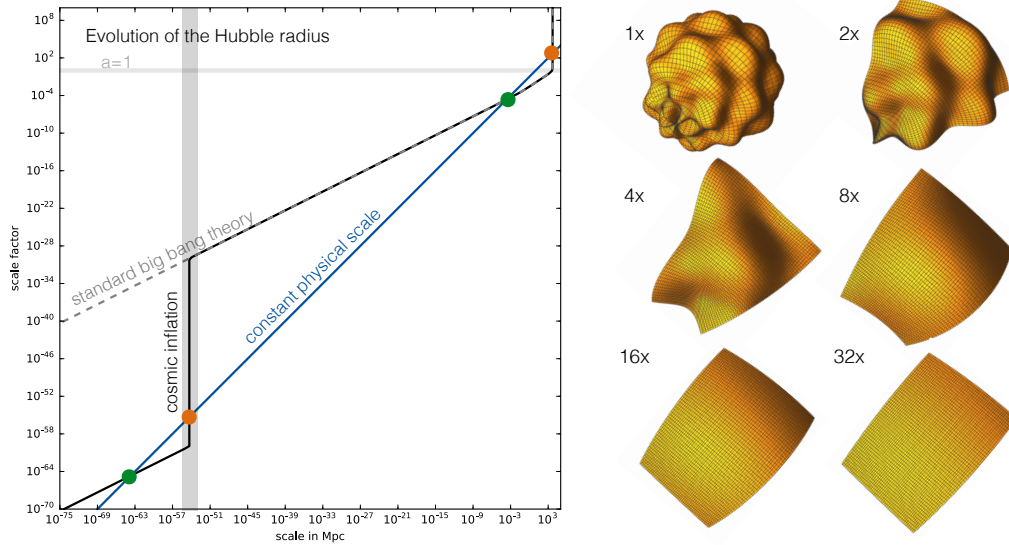 Evolution of the Hubble radius
a=1
standard big bang theory
cosmic inflation
constant physical scale
scale factor
10^8
10^2
10^-4
10^-10
10^-16
10^-22
10^-28
10^-34
10^-40
10^-46
10^-52
10^-58
10^-64
10^-70
10^-75 10^-69 10^-63 10^-57 10^-51 10^-45 10^-39 10^-33 10^-27 10^-21 10^-15 10^-9 10^-3 10^3
scale in Mpc
1x 2x
4x 8x
16x 32x